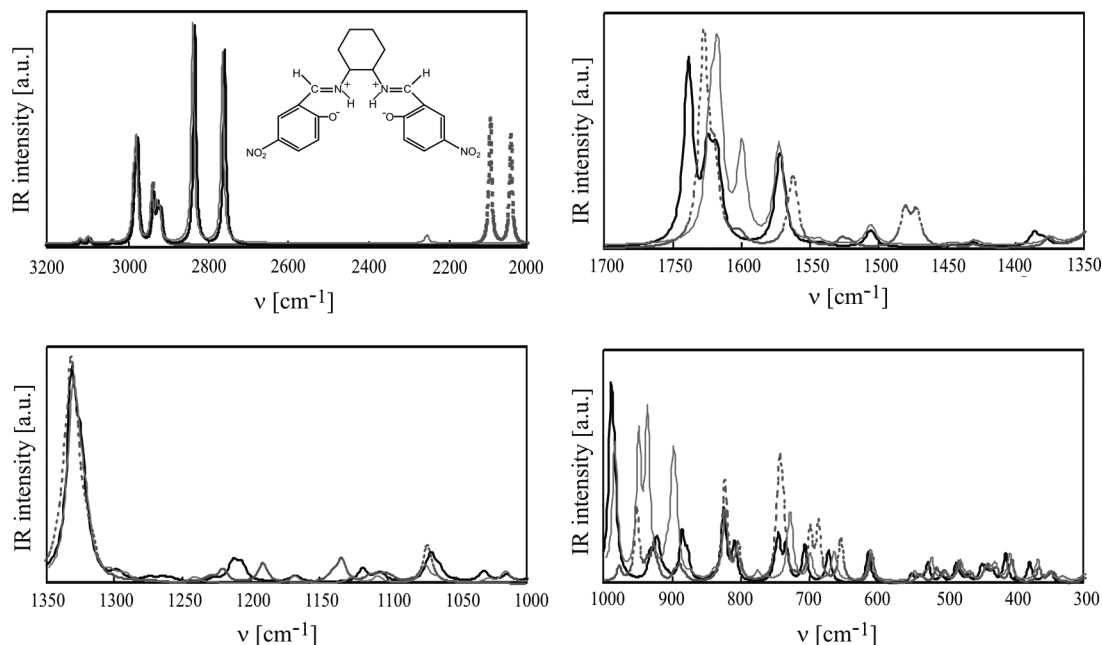 IR intensity [a.u.]
H
H
N
+
+
N
H
H
O-
-O
NO2
NO2
3200 3000 2800 2600 2400 2200 2000
ν [cm-1]
IR intensity [a.u.]
1700 1650 1600 1550 1500 1450 1400 1350
ν [cm-1]
IR intensity [a.u.]
1350 1300 1250 1200 1150 1100 1050 1000
ν [cm-1]
IR intensity [a.u.]
1000 900 800 700 600 500 400 300
ν [cm-1]